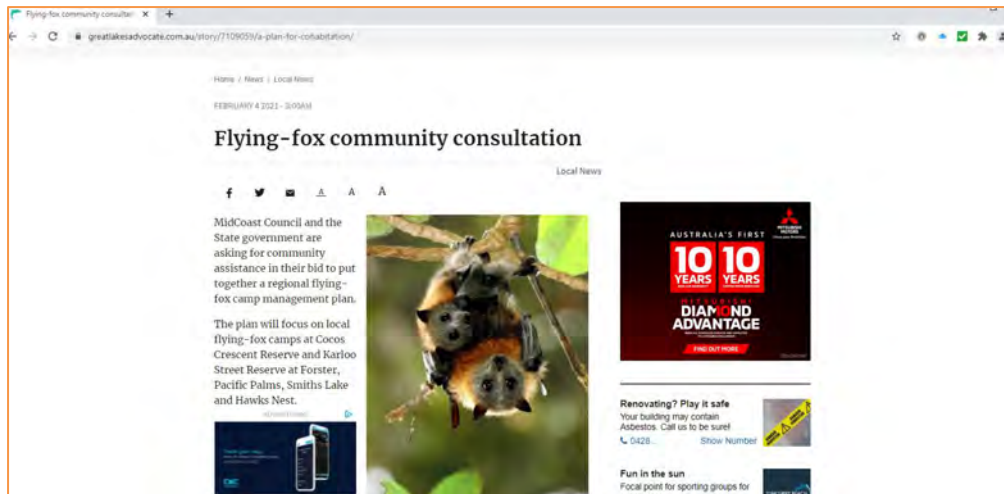 Flying-fox community consultat
greatlakesadvocate.com.au/story/7109059/a-plan-for-cohabitation/
Home / News / Local News
FEBRUARY 4 2021 - 3:00AM
Flying-fox community consultation
Local News
A A A
MidCoast Council and the
State government are
asking for community
assistance in their bid to put
together a regional flying-
fox camp management plan.
The plan will focus on local
flying-fox camps at Cocos
Crescent Reserve and Karloo
Street Reserve at Forster,
Pacific Palms, Smiths Lake
and Hawks Nest.
ADVERTISING
MITSUBISHI
MOTORS
AUSTRALIA'S FIRST
10 YEARS 10 YEARS
MITSUBISHI
DIAMOND
ADVANTAGE
FIND OUT MORE
Renovating? Play it safe
Your building may contain
Asbestos. Call us to be sure!
0428... Show Number
Fun in the sun
Focal point for sporting groups for